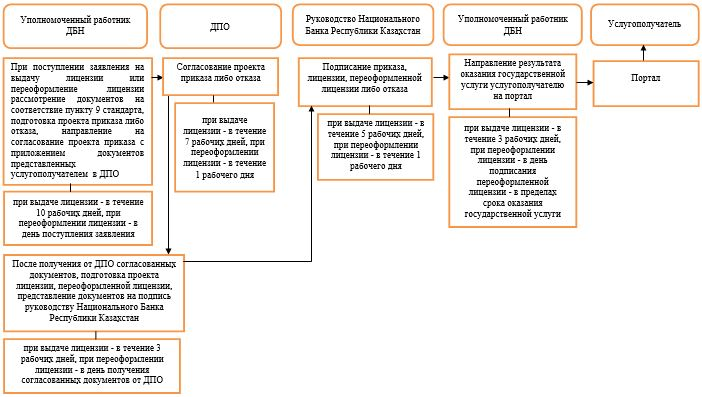 Уполномоченный работник
ДБН
ДПО
Руководство Национального
Банка Республики Казахстан
Уполномоченный работник
ДБН
Услугополучатель
При поступлении заявления на
выдачу лицензии или
переоформление лицензии
рассмотрение документов на
соответствие пункту 9 стандарта,
подготовка проекта приказа либо
отказа, направление на
согласование проекта приказа с
приложением документов
представленных
услугополучателем в ДПО
при выдаче лицензии - в течение
10 рабочих дней, при
переоформлении лицензии - в
день поступления заявления
После получения от ДПО согласованных
документов, подготовка проекта
лицензии, переоформленной лицензии,
представление документов на подпись
руководству Национального Банка
Республики Казахстан
при выдаче лицензии - в течение 3
рабочих дней, при переоформлении
лицензии - в день получения
согласованных документов от ДПО
Согласование проекта
приказа либо отказа
при выдаче
лицензии - в течение
7 рабочих дней, при
переоформлении
лицензии - в течение
1 рабочего дня
Подписание приказа,
лицензии, переоформленной
лицензии либо отказа
при выдаче лицензии - в
течение 5 рабочих дней,
при переоформлении
лицензии - в течение 1
рабочего дня
Направление результата
оказания государственной
услуги услугополучателю
на портал
при выдаче лицензии - в
течение 3 рабочих дней,
при переоформлении
лицензии - в день
подписания
переоформленной
лицензии - в пределах
срока оказания
государственной услуги
Портал